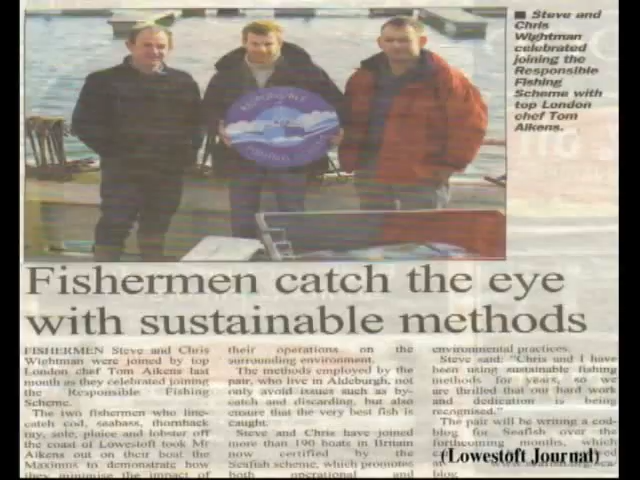 ■ Steve and
Chris
Wightman
celebrated
joining the
Responsible
Fishing
Scheme with
top London
chef Tom
Aikens.
Fishermen catch the eye
with sustainable methods
FISHERMEN Steve and Chris
Wightman were joined by top
London chef Tom Aikens last
month as they celebrated joining
the Responsible Fishing
Scheme.
The two fishermen who line-
catch cod, seabass, thornback
ray, sole, plaice and lobster off
the coast of Lowestoft took Mr
Aikens out on their boat the
Maximus to demonstrate how
they minimise the impact of
their operations on the
surrounding environment.
The methods employed by the
pair, who live in Aldeburgh, not
only avoid issues such as by-
catch and discarding, but also
ensure that the very best fish is
caught.
Steve and Chris have joined
more than 190 boats in Britain
now certified by the
Seafish scheme, which promotes
both operational and
environmental practices.
Steve said: "Chris and I have
been using sustainable fishing
methods for years, so we
are thrilled that our hard work
and dedication is being
recognised."
The pair will be writing a cod-
blog for Seafish over the
forthcoming months, which
(Lowestoft Journal)
blog